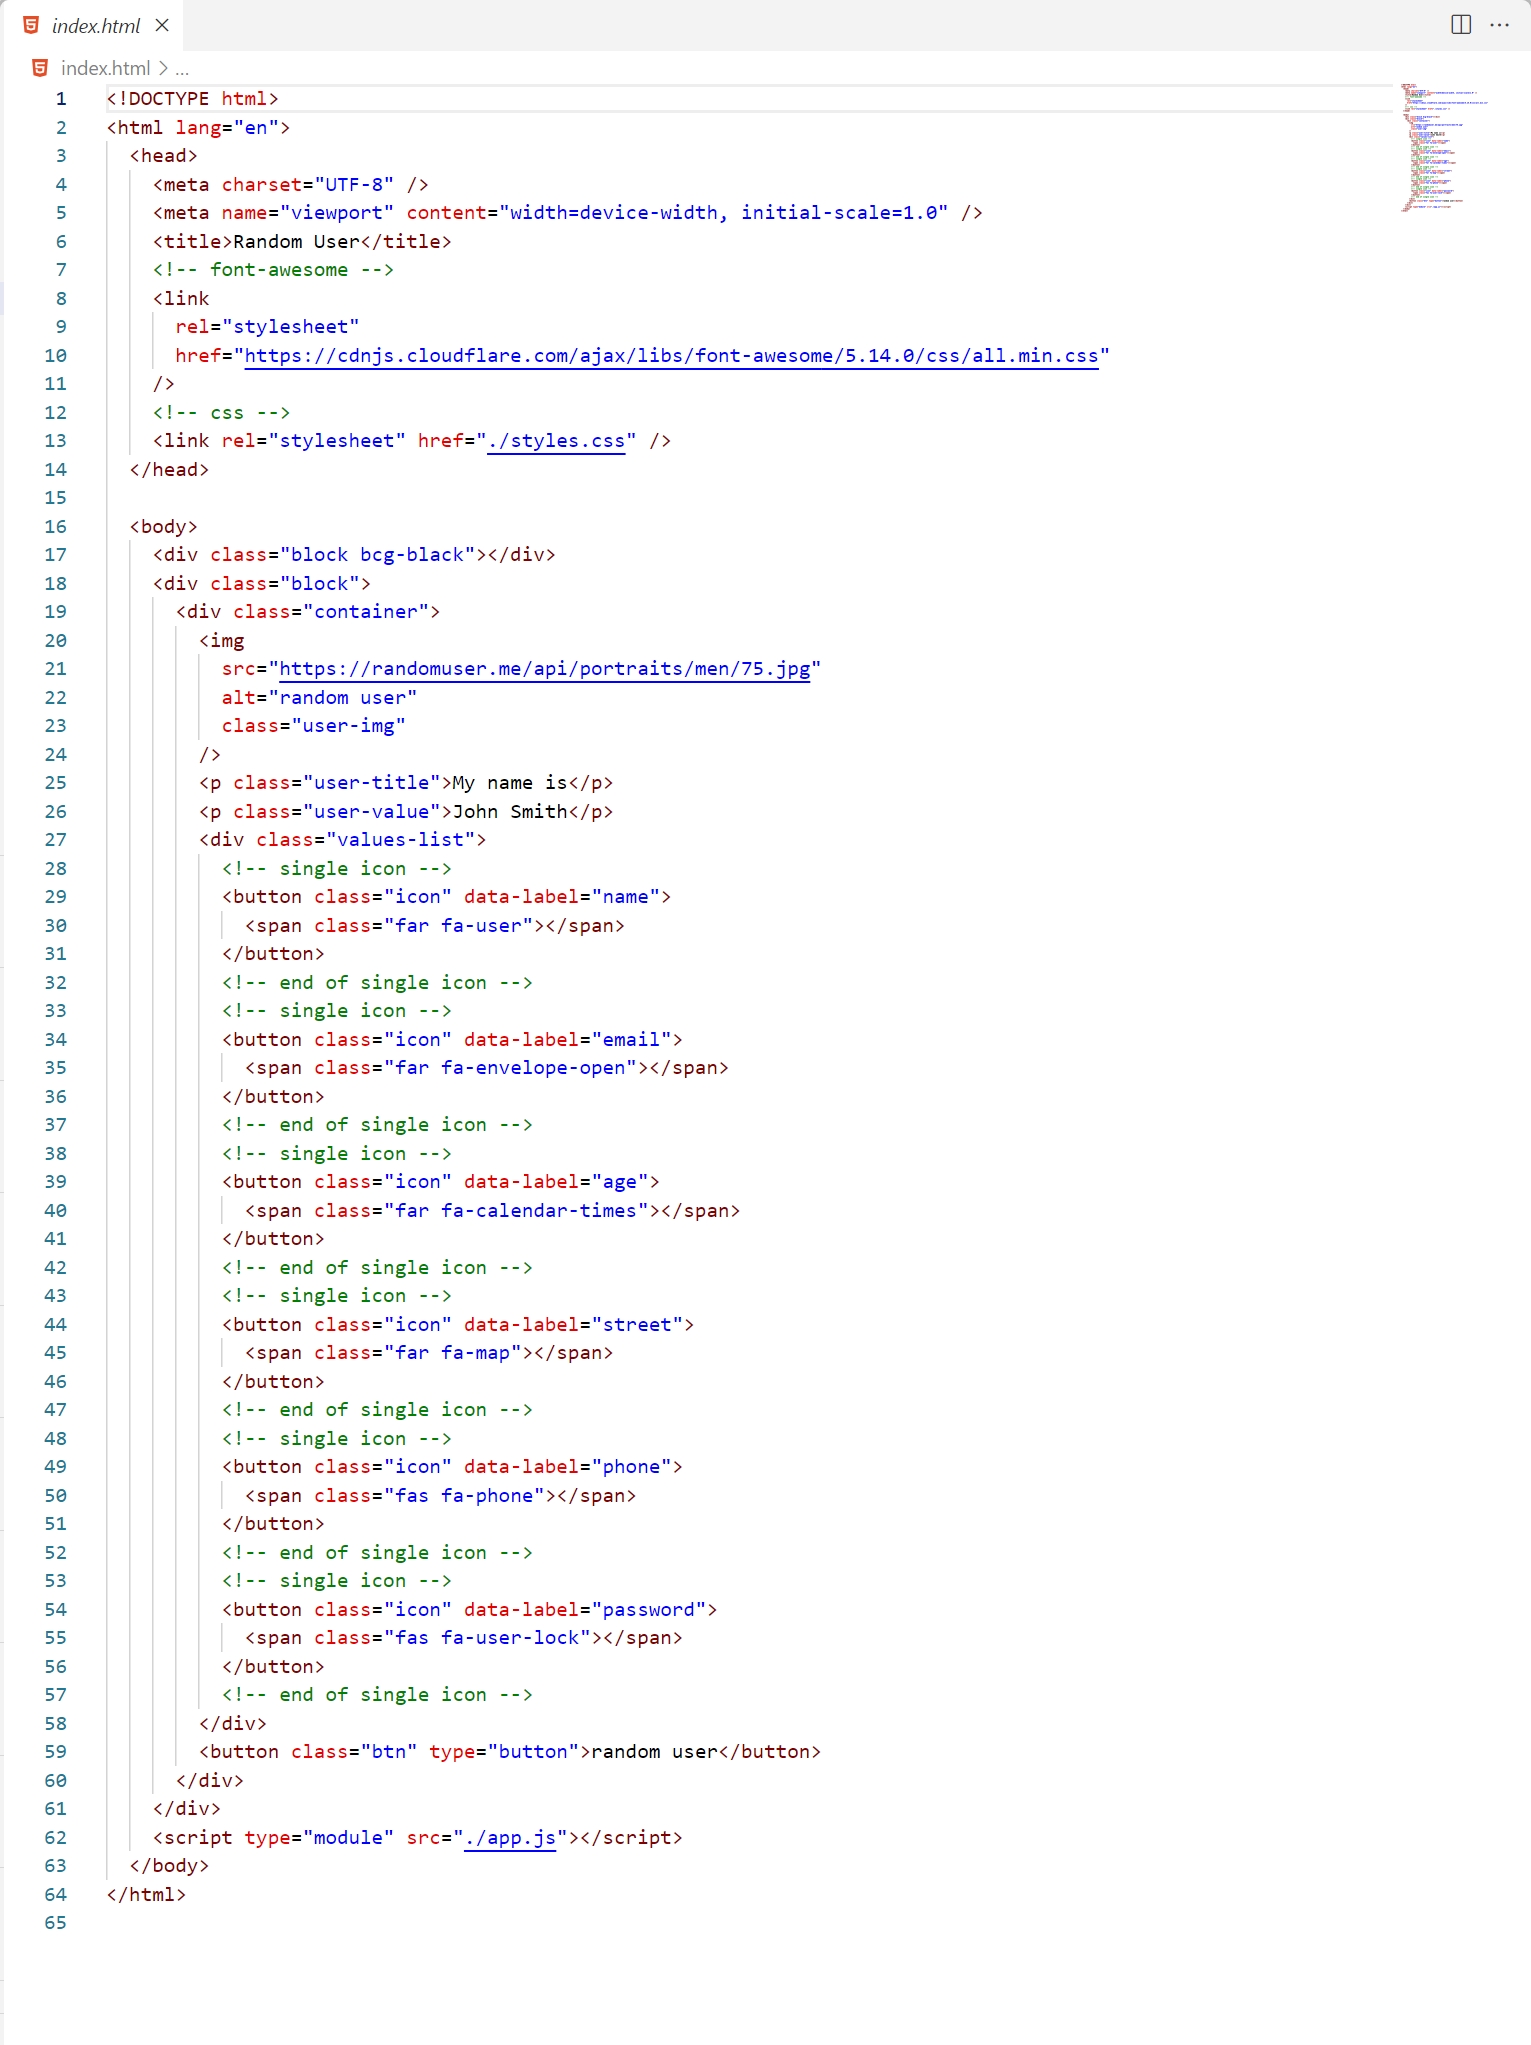 index.html
index.html > ...
1 <!DOCTYPE html>
2 <html lang="en">
3   <head>
4     <meta charset="UTF-8" />
5     <meta name="viewport" content="width=device-width, initial-scale=1.0" />
6     <title>Random User</title>
7     <!-- font-awesome -->
8     <link
9       rel="stylesheet"
10       href="https://cdnjs.cloudflare.com/ajax/libs/font-awesome/5.14.0/css/all.min.css"
11     />
12     <!-- css -->
13     <link rel="stylesheet" href="./styles.css" />
14   </head>
15
16   <body>
17     <div class="block bcg-black"></div>
18     <div class="block">
19       <div class="container">
20         <img
21           src="https://randomuser.me/api/portraits/men/75.jpg"
22           alt="random user"
23           class="user-img"
24         />
25         <p class="user-title">My name is</p>
26         <p class="user-value">John Smith</p>
27         <div class="values-list">
28           <!-- single icon -->
29           <button class="icon" data-label="name">
30             <span class="far fa-user"></span>
31           </button>
32           <!-- end of single icon -->
33           <!-- single icon -->
34           <button class="icon" data-label="email">
35             <span class="far fa-envelope-open"></span>
36           </button>
37           <!-- end of single icon -->
38           <!-- single icon -->
39           <button class="icon" data-label="age">
40             <span class="far fa-calendar-times"></span>
41           </button>
42           <!-- end of single icon -->
43           <!-- single icon -->
44           <button class="icon" data-label="street">
45             <span class="far fa-map"></span>
46           </button>
47           <!-- end of single icon -->
48           <!-- single icon -->
49           <button class="icon" data-label="phone">
50             <span class="fas fa-phone"></span>
51           </button>
52           <!-- end of single icon -->
53           <!-- single icon -->
54           <button class="icon" data-label="password">
55             <span class="fas fa-user-lock"></span>
56           </button>
57           <!-- end of single icon -->
58         </div>
59         <button class="btn" type="button">random user</button>
60       </div>
61     </div>
62     <script type="module" src="./app.js"></script>
63   </body>
64 </html>
65